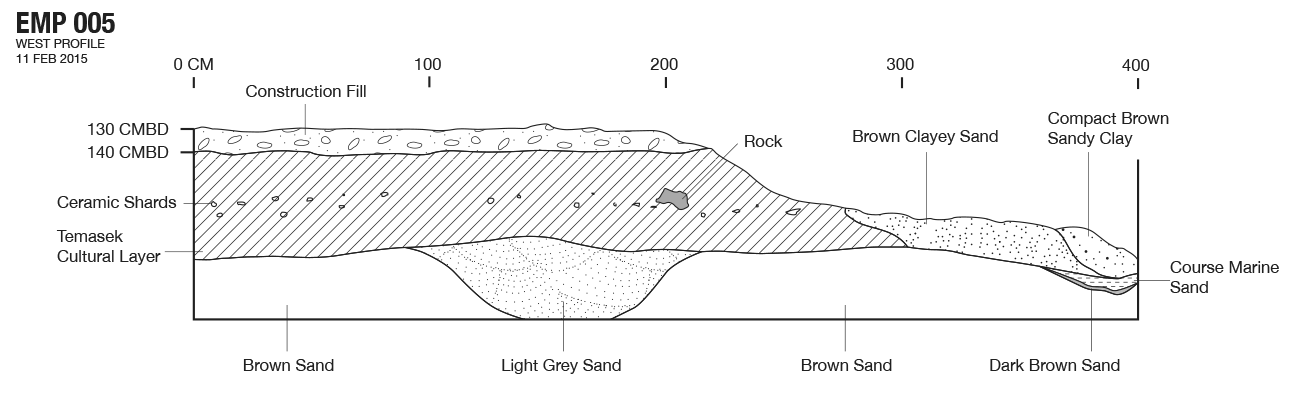 EMP 005
WEST PROFILE
11 FEB 2015
0 CM
100
200
300
400
Construction Fill
130 CMBD
140 CMBD
Rock
Brown Clayey Sand
Compact Brown
Sandy Clay
Ceramic Shards
Temasek
Cultural Layer
Course Marine
Sand
Brown Sand
Light Grey Sand
Brown Sand
Dark Brown Sand